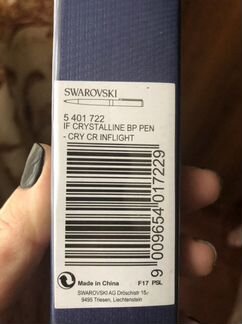 SWAROVSKI
5 401 722
IF CRYSTALLINE BP PEN
- CRY CR INFLIGHT
9 009654 017229
Made in China F17 PSL
SWAROVSKI AG Dröschistr 15,
9495 Triesen, Liechtenstein